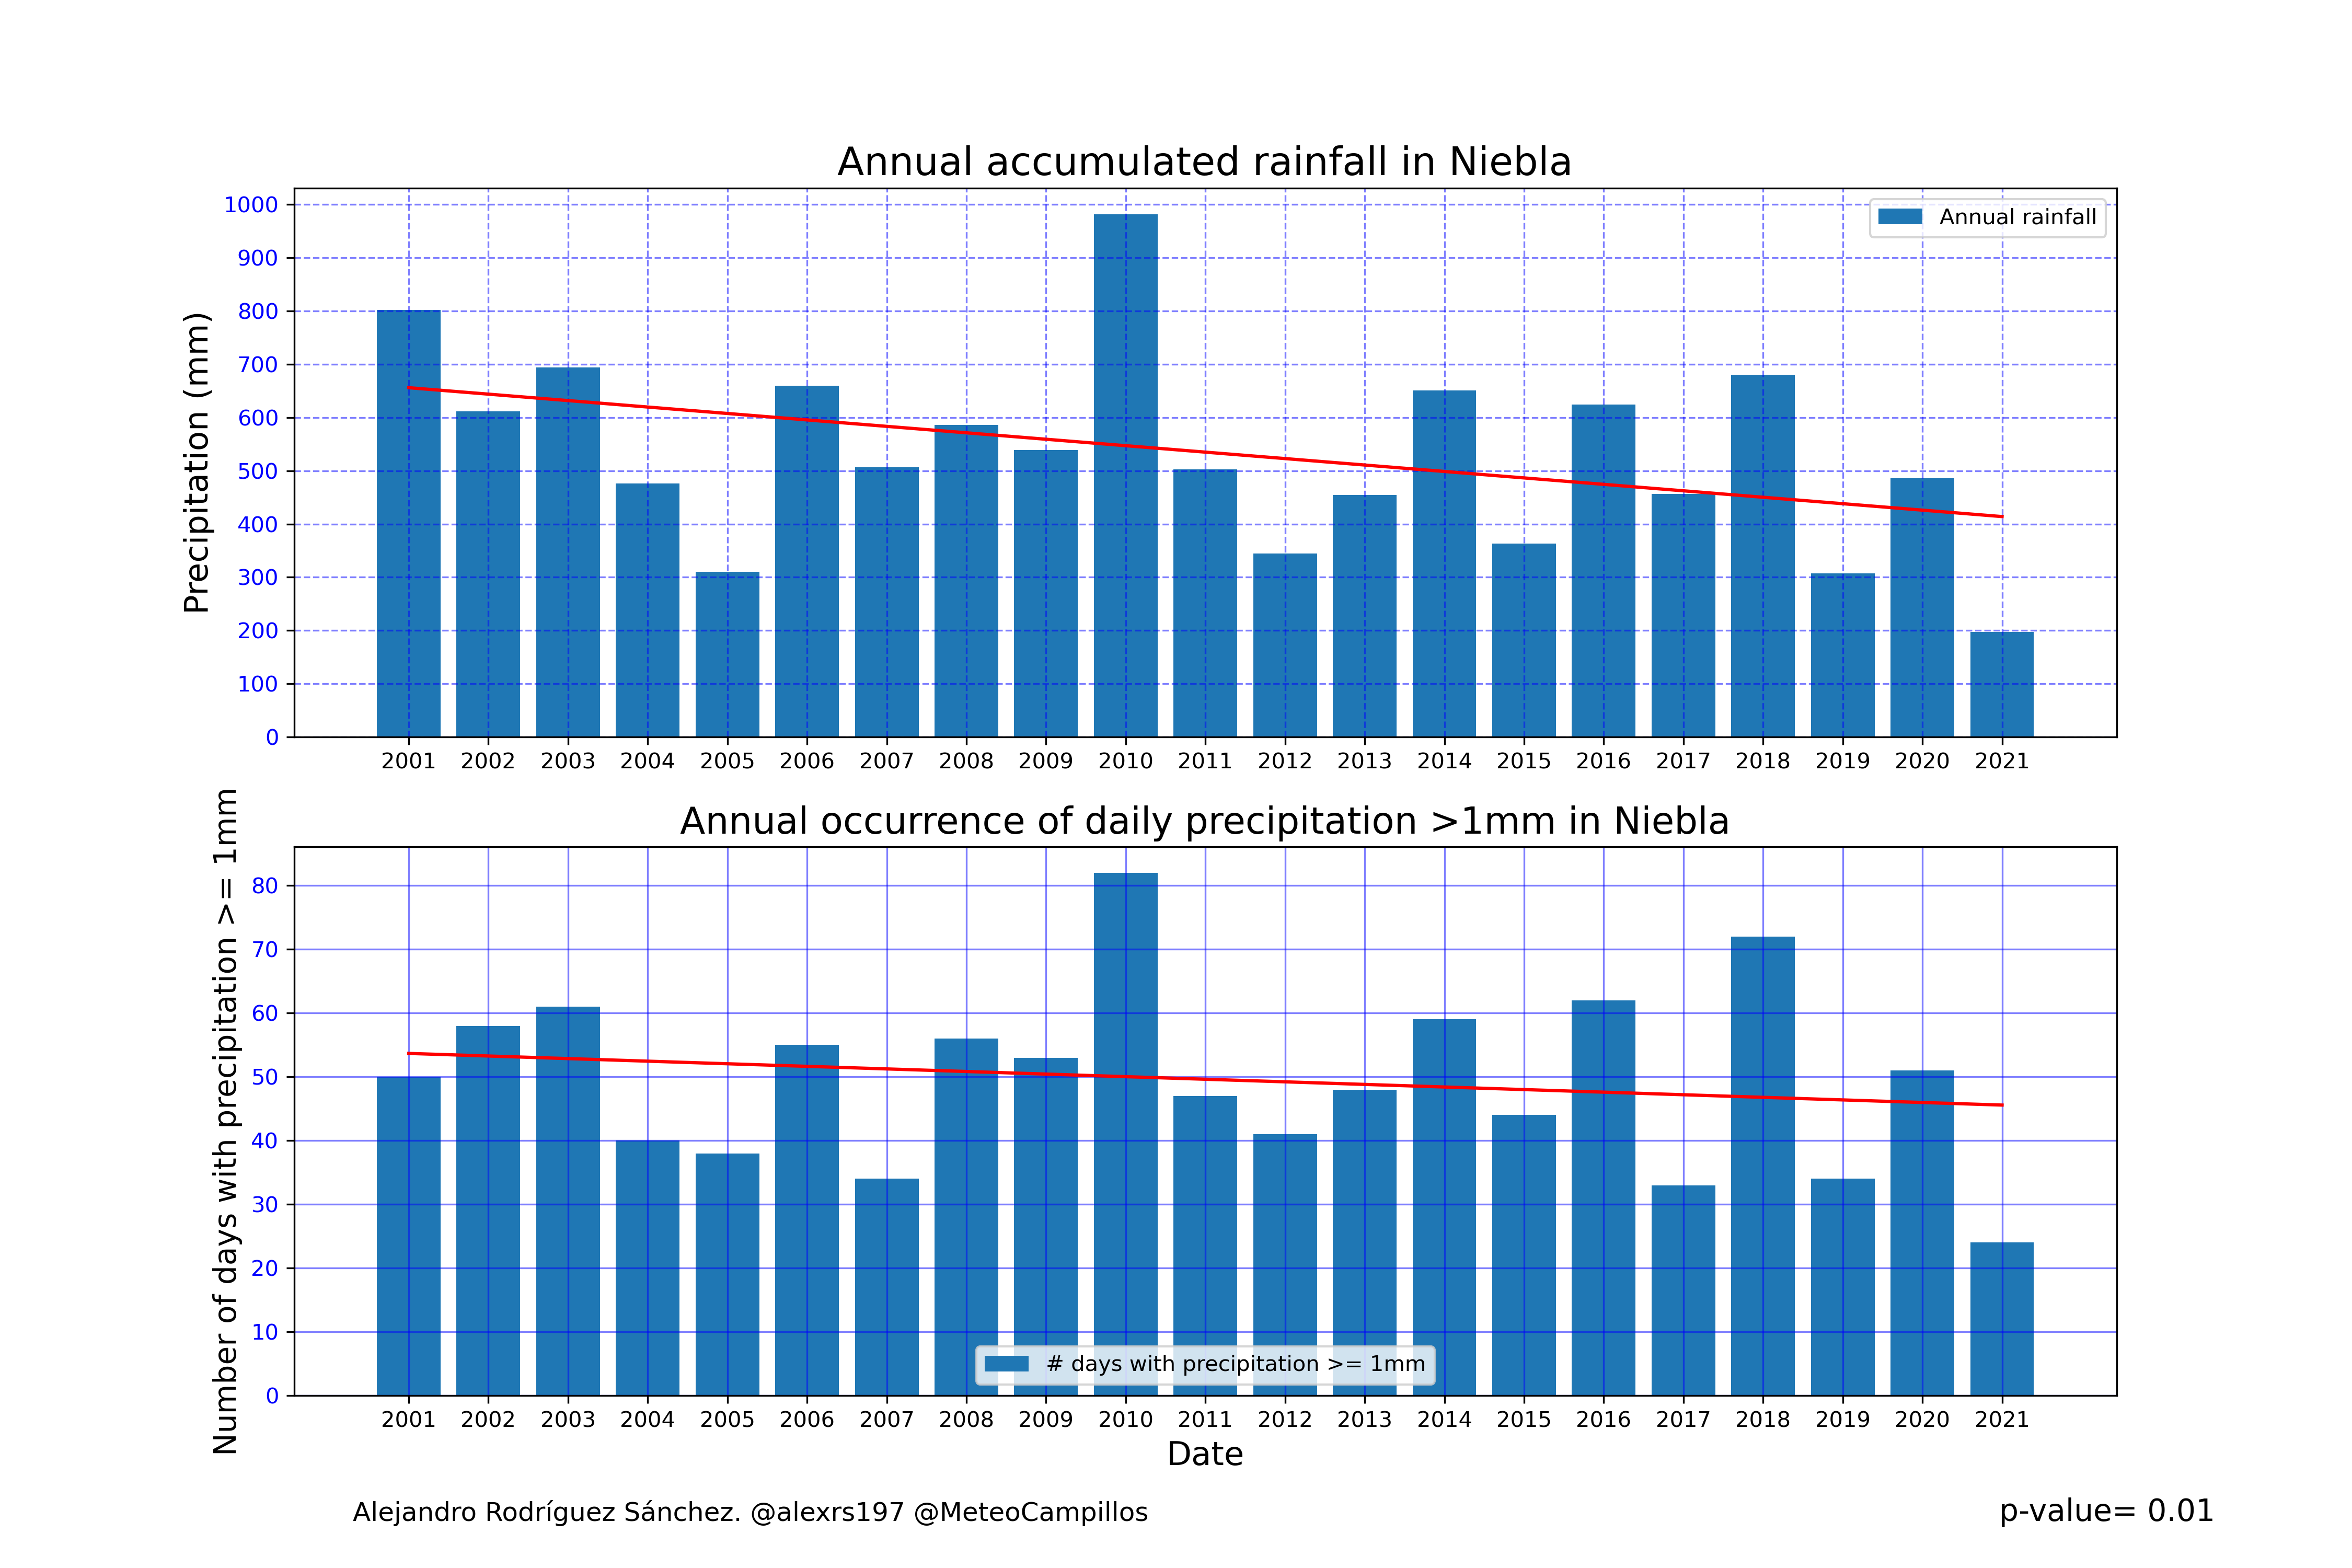 Annual accumulated rainfall in Niebla
Precipitation (mm)
1000
900
800
700
600
500
400
300
200
100
0
Annual rainfall
2001 2002 2003 2004 2005 2006 2007 2008 2009 2010 2011 2012 2013 2014 2015 2016 2017 2018 2019 2020 2021
Annual occurrence of daily precipitation >1mm in Niebla
Number of days with precipitation >= 1mm
80
70
60
50
40
30
20
10
0
# days with precipitation >= 1mm
2001 2002 2003 2004 2005 2006 2007 2008 2009 2010 2011 2012 2013 2014 2015 2016 2017 2018 2019 2020 2021
Date
Alejandro Rodríguez Sánchez. @alexrs197 @MeteoCampillos
p-value= 0.01